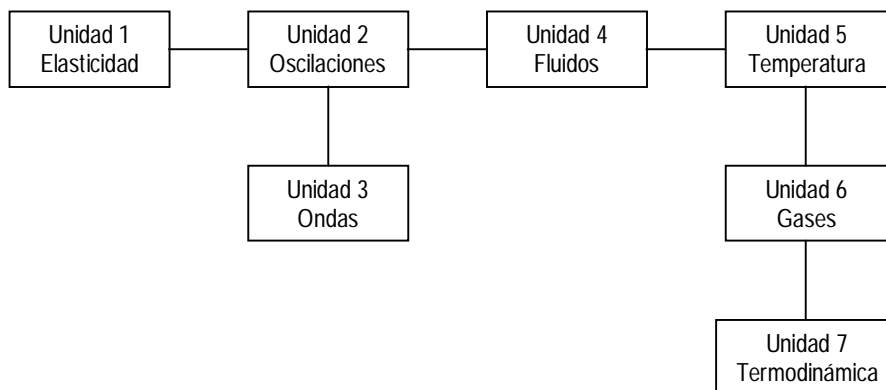 Unidad 1
Elasticidad
Unidad 2
Oscilaciones
Unidad 4
Fluidos
Unidad 5
Temperatura
Unidad 3
Ondas
Unidad 6
Gases
Unidad 7
Termodinámica